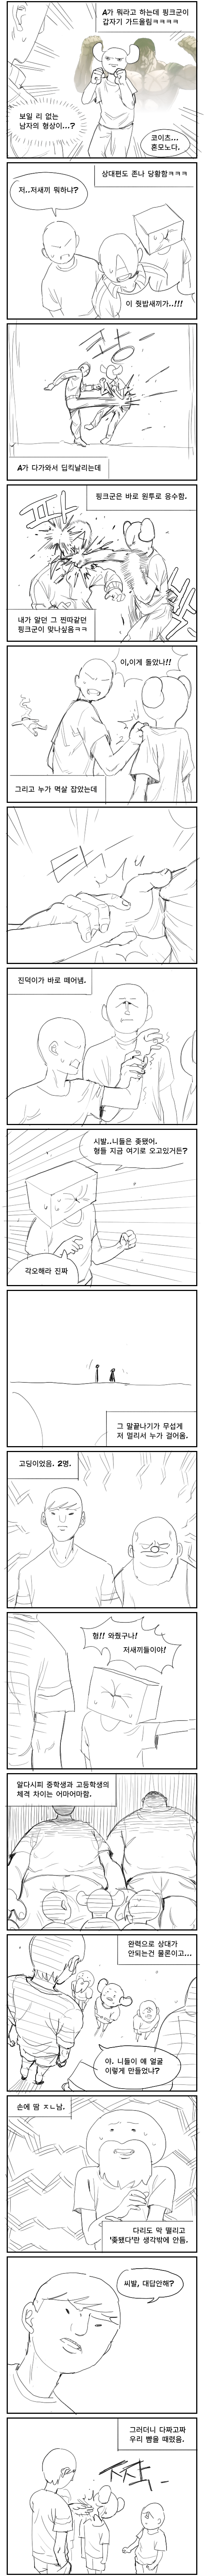 A가 뭐라고 하는데 핑크군이
갑자기 가드올림ㅋㅋㅋㅋ
보일 리 없는
남자의 형상이...?
코이츠...
혼모노다.
상대편도 존나 당황함ㅋㅋㅋ
저..저새끼 뭐하냐?
이 췃밥새끼가..!!!
쾅
A가 다가와서 딥킥날리는데
핑크군은 바로 원투로 응수함.
퍼
내가 알던 그 찐따같던
핑크군이 맞나싶음ㅋㅋ
이,이게 돌았나!!
그리고 누가 멱살 잡았는데
진덕이가 바로 떼어냄.
시발..니들은 좆됐어.
형들 지금 여기로 오고있거든?
각오해라 진짜
그 말끝나기가 무섭게
저 멀리서 누가 걸어옴.
고딩이었음. 2명.
형!! 와줬구나!
저새끼들이야!
알다시피 중학생과 고등학생의
체격 차이는 어마어마함.
완력으로 상대가
안되는건 물론이고...
야. 니들이 얘 얼굴
이렇게 만들었냐?
손에 땀 ㅈㄴ남.
다리도 막 떨리고
'좆됐다'란 생각밖에 안듬.
씨발, 대답안해?
그러더니 다짜고짜
우리 뺨을 때렸음.